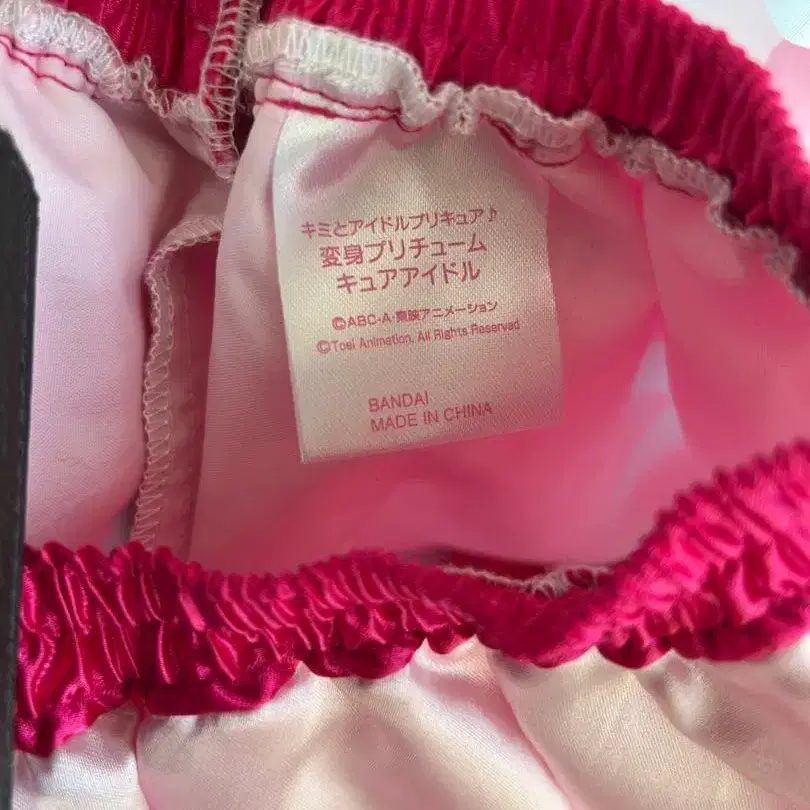 キミとアイドルプリキュア♪
変身プリチューム
キュアアイドル
©ABC-A・東映アニメーション
©Toei Animation. All Rights Reserved
BANDAI
MADE IN CHINA